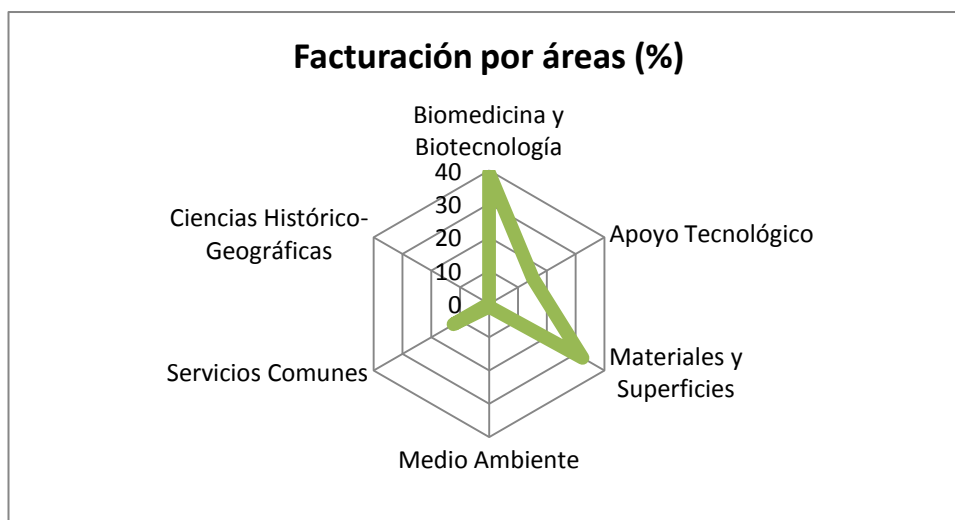 Facturación por áreas (%)
Biomedicina y
Biotecnología
40
30
20
10
0
Apoyo Tecnológico
Materiales y
Superficies
Medio Ambiente
Servicios Comunes
Ciencias Histórico-
Geográficas